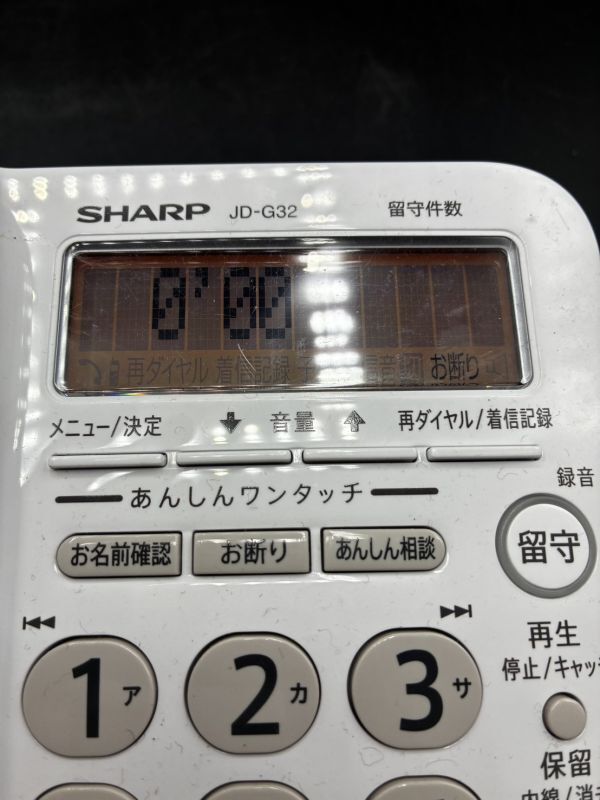 SHARP JD-G32 留守件数
0'00
再ダイヤル 着信記録 お断り
メニュー/決定 音量 再ダイヤル/着信記録
あんしんワンタッチ
録音
お名前確認 お断り あんしん相談
留守
1ア 2カ 3サ
再生
停止/キャッ
保留
内線/消